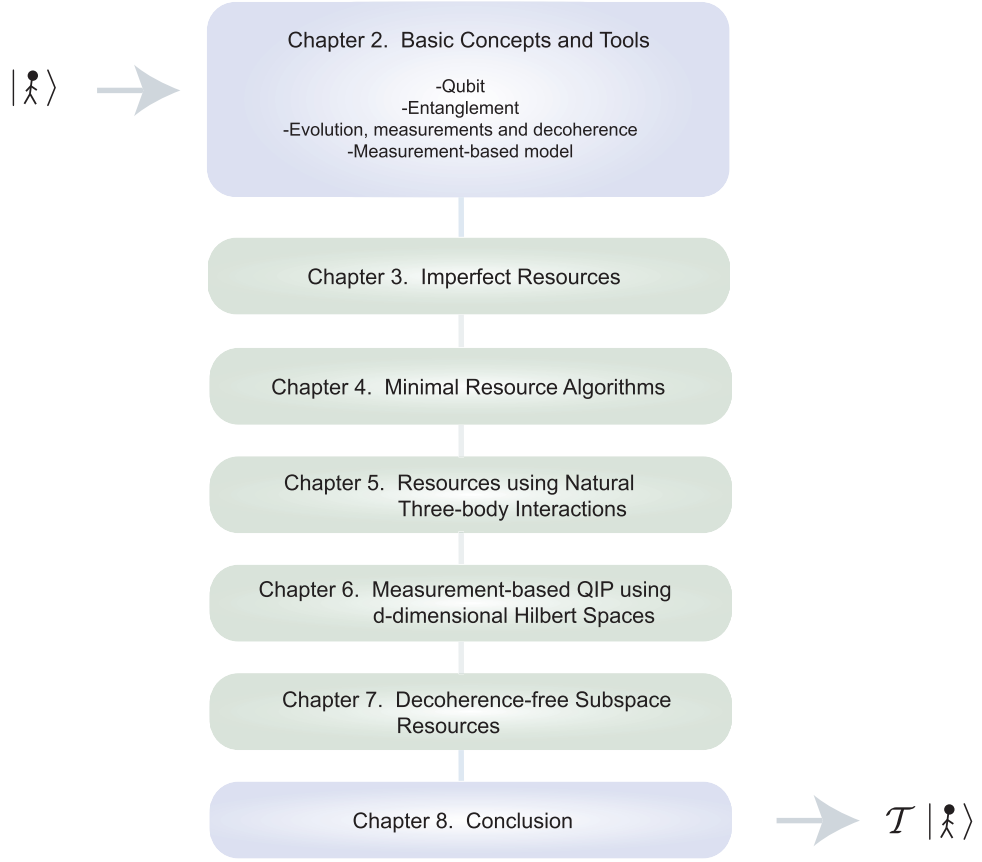 Chapter 2. Basic Concepts and Tools
-Qubit
-Entanglement
-Evolution, measurements and decoherence
-Measurement-based model
Chapter 3. Imperfect Resources
Chapter 4. Minimal Resource Algorithms
Chapter 5. Resources using Natural
Three-body Interactions
Chapter 6. Measurement-based QIP using
d-dimensional Hilbert Spaces
Chapter 7. Decoherence-free Subspace
Resources
Chapter 8. Conclusion
𝒯 | ⟩